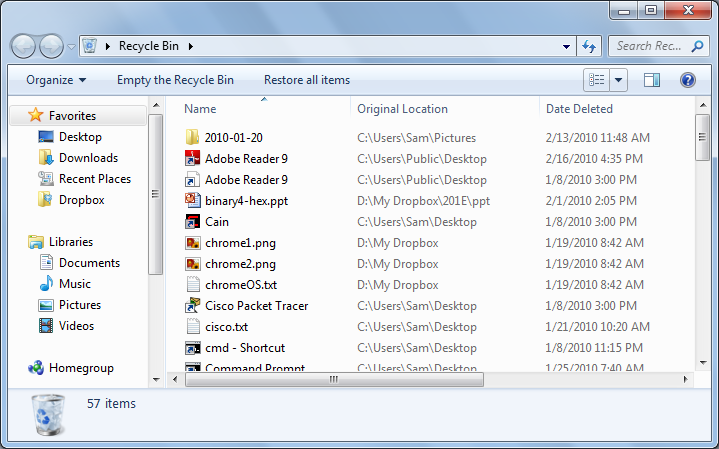 Recycle Bin
Search Rec...
Organize Empty the Recycle Bin Restore all items
Favorites
Desktop
Downloads
Recent Places
Dropbox
Libraries
Documents
Music
Pictures
Videos
Homegroup
Name Original Location Date Deleted
2010-01-20 C:\Users\Sam\Pictures 2/13/2010 11:48 AM
Adobe Reader 9 C:\Users\Public\Desktop 2/16/2010 4:35 PM
Adobe Reader 9 C:\Users\Public\Desktop 1/8/2010 3:00 PM
binary4-hex.ppt D:\My Dropbox\201E\ppt 2/1/2010 2:05 PM
Cain C:\Users\Sam\Desktop 1/8/2010 3:00 PM
chrome1.png D:\My Dropbox 1/19/2010 8:42 AM
chrome2.png D:\My Dropbox 1/19/2010 8:42 AM
chromeOS.txt D:\My Dropbox 1/19/2010 8:42 AM
Cisco Packet Tracer C:\Users\Sam\Desktop 1/8/2010 3:00 PM
cisco.txt C:\Users\Sam\Desktop 1/21/2010 10:20 AM
cmd - Shortcut C:\Users\Sam\Desktop 1/8/2010 11:15 PM
Command Prompt C:\Users\Sam\Desktop 1/25/2010 7:40 AM
57 items